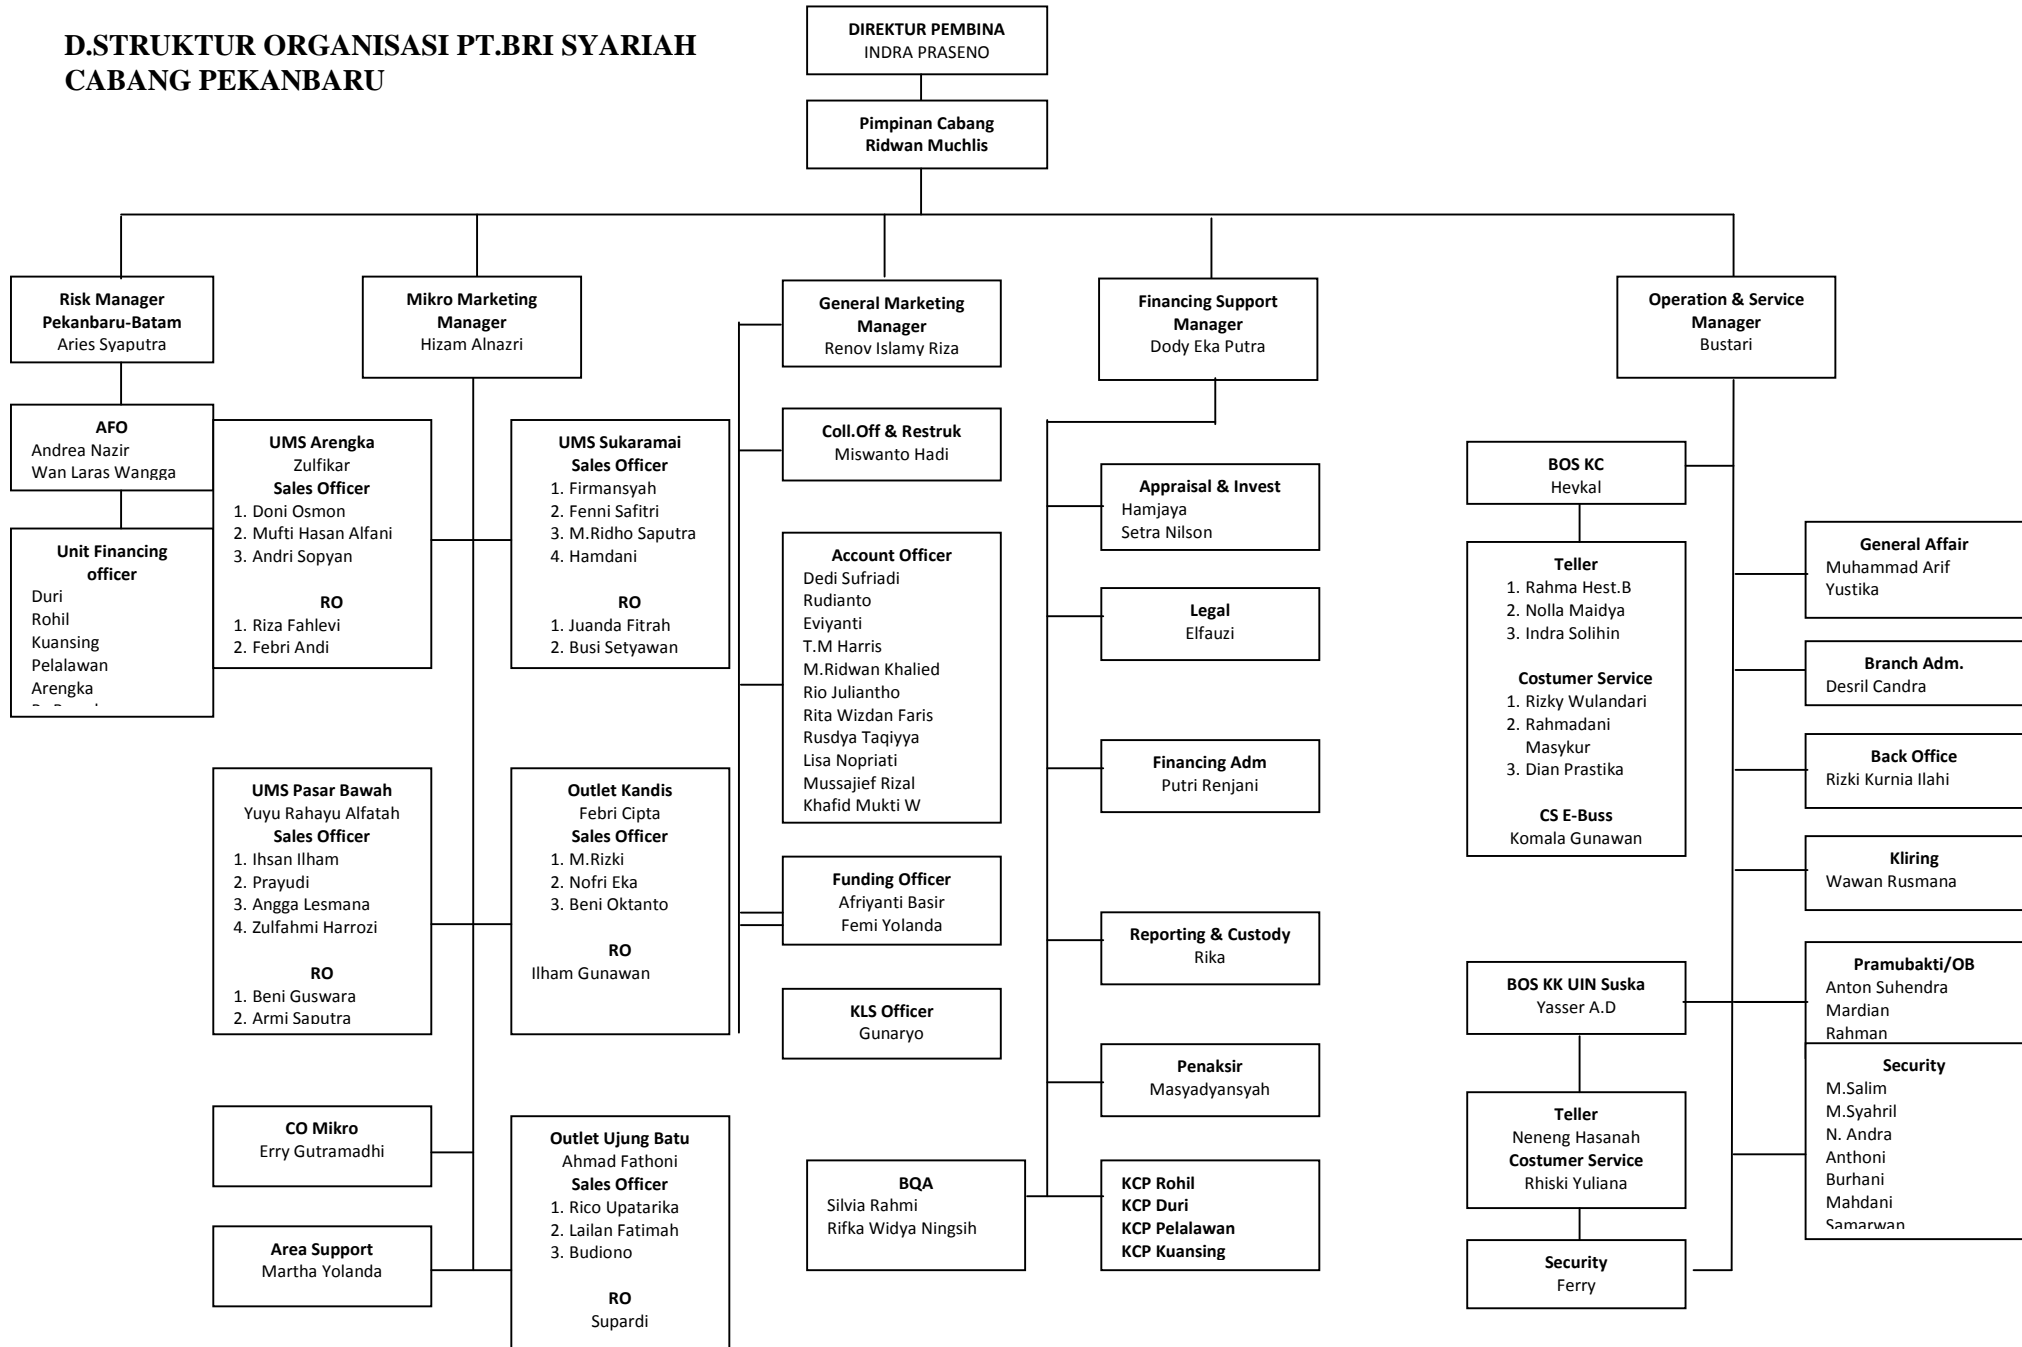 D.STRUKTUR ORGANISASI PT.BRI SYARIAH
CABANG PEKANBARU
DIREKTUR PEMBINA
INDRA PRASENO
Pimpinan Cabang
Ridwan Muchlis
Risk Manager
Pekanbaru-Batam
Aries Syaputra
AFO
Andrea Nazir
Wan Laras Wangga
Unit Financing
officer
Duri
Rohil
Kuansing
Pelalawan
Arengka
Mikro Marketing
Manager
Hizam Alnazri
UMS Arengka
Zulfikar
Sales Officer
1. Doni Osmon
2. Mufti Hasan Alfani
3. Andri Sopyan
RO
1. Riza Fahlevi
2. Febri Andi
UMS Sukaramai
Sales Officer
1. Firmansyah
2. Fenni Safitri
3. M.Ridho Saputra
4. Hamdani
RO
1. Juanda Fitrah
2. Busi Setyawan
UMS Pasar Bawah
Yuyu Rahayu Alfatah
Sales Officer
1. Ihsan Ilham
2. Prayudi
3. Angga Lesmana
4. Zulfahmi Harrozi
RO
1. Beni Guswara
2. Armi Saputra
Outlet Kandis
Febri Cipta
Sales Officer
1. M.Rizki
2. Nofri Eka
3. Beni Oktanto
RO
Ilham Gunawan
CO Mikro
Erry Gutramadhi
Area Support
Martha Yolanda
Outlet Ujung Batu
Ahmad Fathoni
Sales Officer
1. Rico Upatarika
2. Lailan Fatimah
3. Budiono
RO
Supardi
General Marketing
Manager
Renov Islamy Riza
Coll.Off & Restruk
Miswanto Hadi
Account Officer
Dedi Sufriadi
Rudianto
Eviyanti
T.M Harris
M.Ridwan Khalied
Rio Juliantho
Rita Wizdan Faris
Rusdya Taqiyya
Lisa Nopriati
Mussajief Rizal
Khafid Mukti W
Funding Officer
Afriyanti Basir
Femi Yolanda
KLS Officer
Gunaryo
Financing Support
Manager
Dody Eka Putra
Appraisal & Invest
Hamjaya
Setra Nilson
Legal
Elfauzi
Financing Adm
Putri Renjani
Reporting & Custody
Rika
Penaksir
Masyadyansyah
BQA
Silvia Rahmi
Rifka Widya Ningsih
KCP Rohil
KCP Duri
KCP Pelalawan
KCP Kuansing
Operation & Service
Manager
Bustari
BOS KC
Heykal
Teller
1. Rahma Hest.B
2. Nolla Maidya
3. Indra Solihin
Costumer Service
1. Rizky Wulandari
2. Rahmadani
Masykur
3. Dian Prastika
CS E-Buss
Komala Gunawan
BOS KK UIN Suska
Yasser A.D
Teller
Neneng Hasanah
Costumer Service
Rhiski Yuliana
Security
Ferry
General Affair
Muhammad Arif
Yustika
Branch Adm.
Desril Candra
Back Office
Rizki Kurnia Ilahi
Kliring
Wawan Rusmana
Pramubakti/OB
Anton Suhendra
Mardian
Rahman
Security
M.Salim
M.Syahril
N. Andra
Anthoni
Burhani
Mahdani
Samarwan